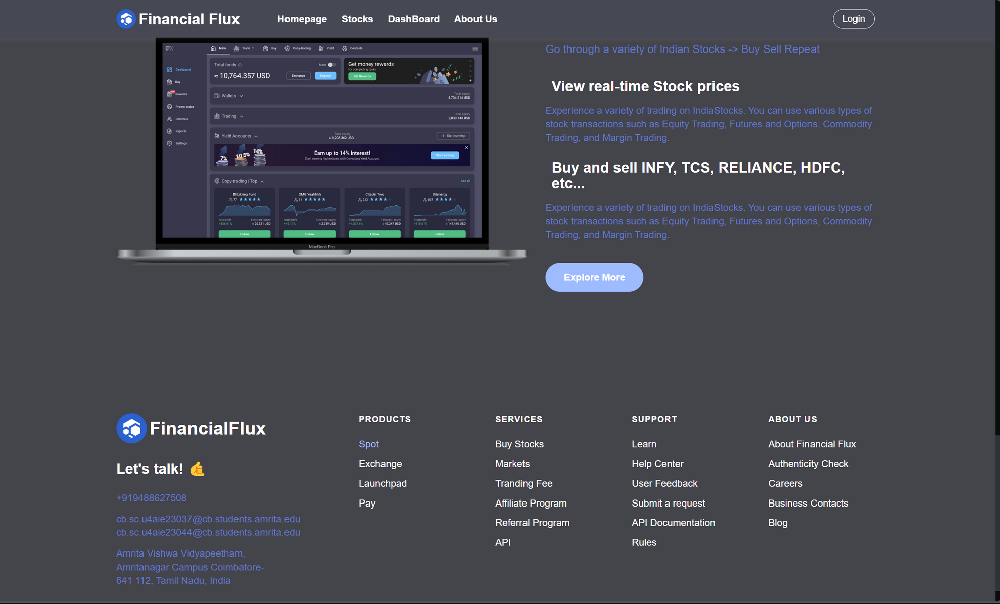 Financial Flux
Homepage
Stocks
DashBoard
About Us
Login
Main
Trade
Buy
Copy-trading
Yield
Contests
Dashboard
Buy
Rewards
Promo codes
Referrals
Reports
Settings
Total funds
Mask
≈ 10,764.357 USD
Exchange
Deposit
Get money rewards
for completing tasks
Get Rewards
Wallets
Total equity
8,734.214 USD
Trading
Total equity
2,030.143 USD
Yield Accounts
Total equity
≈ 1,208.362 USD
+ Start earning
7%
10.5%
14%
Earn up to 14% interest!
Start earning high returns with Covesting Yield Account.
Start earning
Copy-trading | Top
See all
Blitzkrieg Fund
77
Total profit
Followers' equity
+806.61%
≈ 20,331 USD
Follow
OMG Yeahhhh
31
Total profit
Followers' equity
+49.17%
≈ 3,759 USD
Follow
Citadel Two
212
Total profit
Followers' equity
+4,027.6%
≈ 47,247 USD
Follow
Bitenergy
637
Total profit
Followers' equity
+818.61%
≈ 147,440 USD
Follow
MacBook Pro
Go through a variety of Indian Stocks -> Buy Sell Repeat
View real-time Stock prices
Experience a variety of trading on IndiaStocks. You can use various types of
stock transactions such as Equity Trading, Futures and Options, Commodity
Trading, and Margin Trading.
Buy and sell INFY, TCS, RELIANCE, HDFC,
etc...
Experience a variety of trading on IndiaStocks. You can use various types of
stock transactions such as Equity Trading, Futures and Options, Commodity
Trading, and Margin Trading.
Explore More
FinancialFlux
Let's talk! 🤙
+919488627508
cb.sc.u4aie23037@cb.students.amrita.edu
cb.sc.u4aie23044@cb.students.amrita.edu
Amrita Vishwa Vidyapeetham,
Amritanagar Campus Coimbatore-
641 112, Tamil Nadu, India
PRODUCTS
Spot
Exchange
Launchpad
Pay
SERVICES
Buy Stocks
Markets
Tranding Fee
Affiliate Program
Referral Program
API
SUPPORT
Learn
Help Center
User Feedback
Submit a request
API Documentation
Rules
ABOUT US
About Financial Flux
Authenticity Check
Careers
Business Contacts
Blog